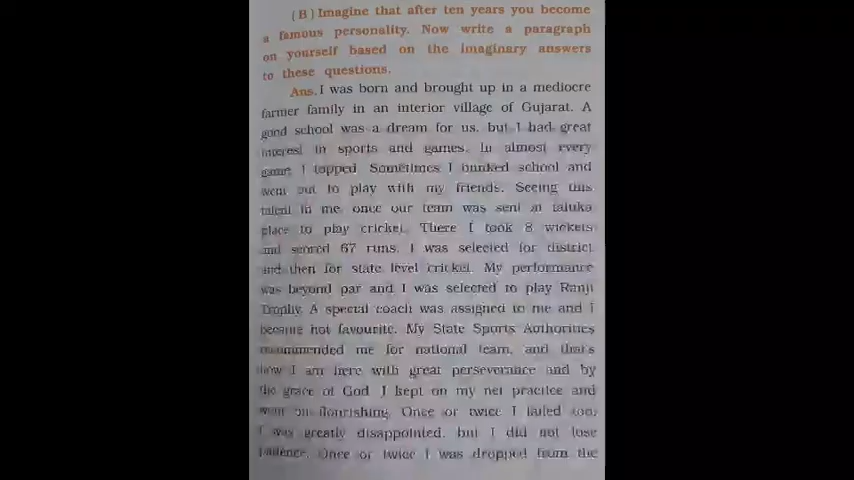 (B) Imagine that after ten years you become
a famous personality. Now write a paragraph
on yourself based on the imaginary answers
to these questions.
Ans. I was born and brought up in a mediocre
farmer family in an interior village of Gujarat. A
good school was a dream for us, but I had great
interest in sports and games. In almost every
game I topped. Sometimes I bunked school and
went out to play with my friends. Seeing this
talent in me, once our team was sent at taluka
place to play cricket. There I took 8 wickets
and scored 67 runs. I was selected for district
and then for state level cricket. My performance
was beyond par and I was selected to play Ranji
Trophy. A special coach was assigned to me and I
became hot favourite. My State Sports Authorities
recommended me for national team, and that's
how I am here with great perseverance and by
the grace of God. I kept on my net practice and
went on flourishing. Once or twice I failed too.
I was greatly disappointed, but I did not lose
patience. Once or twice I was dropped from the